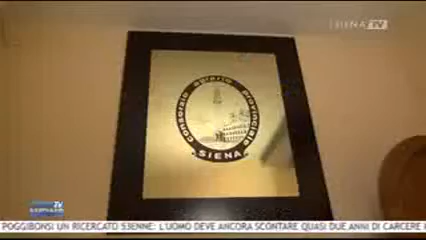 SIENA TV
consorzio agrario provinciale
SIENA
POGGIBONSI UN RICERCATO 53ENNE: L'UOMO DEVE ANCORA SCONTARE QUASI DUE ANNI DI CARCERE